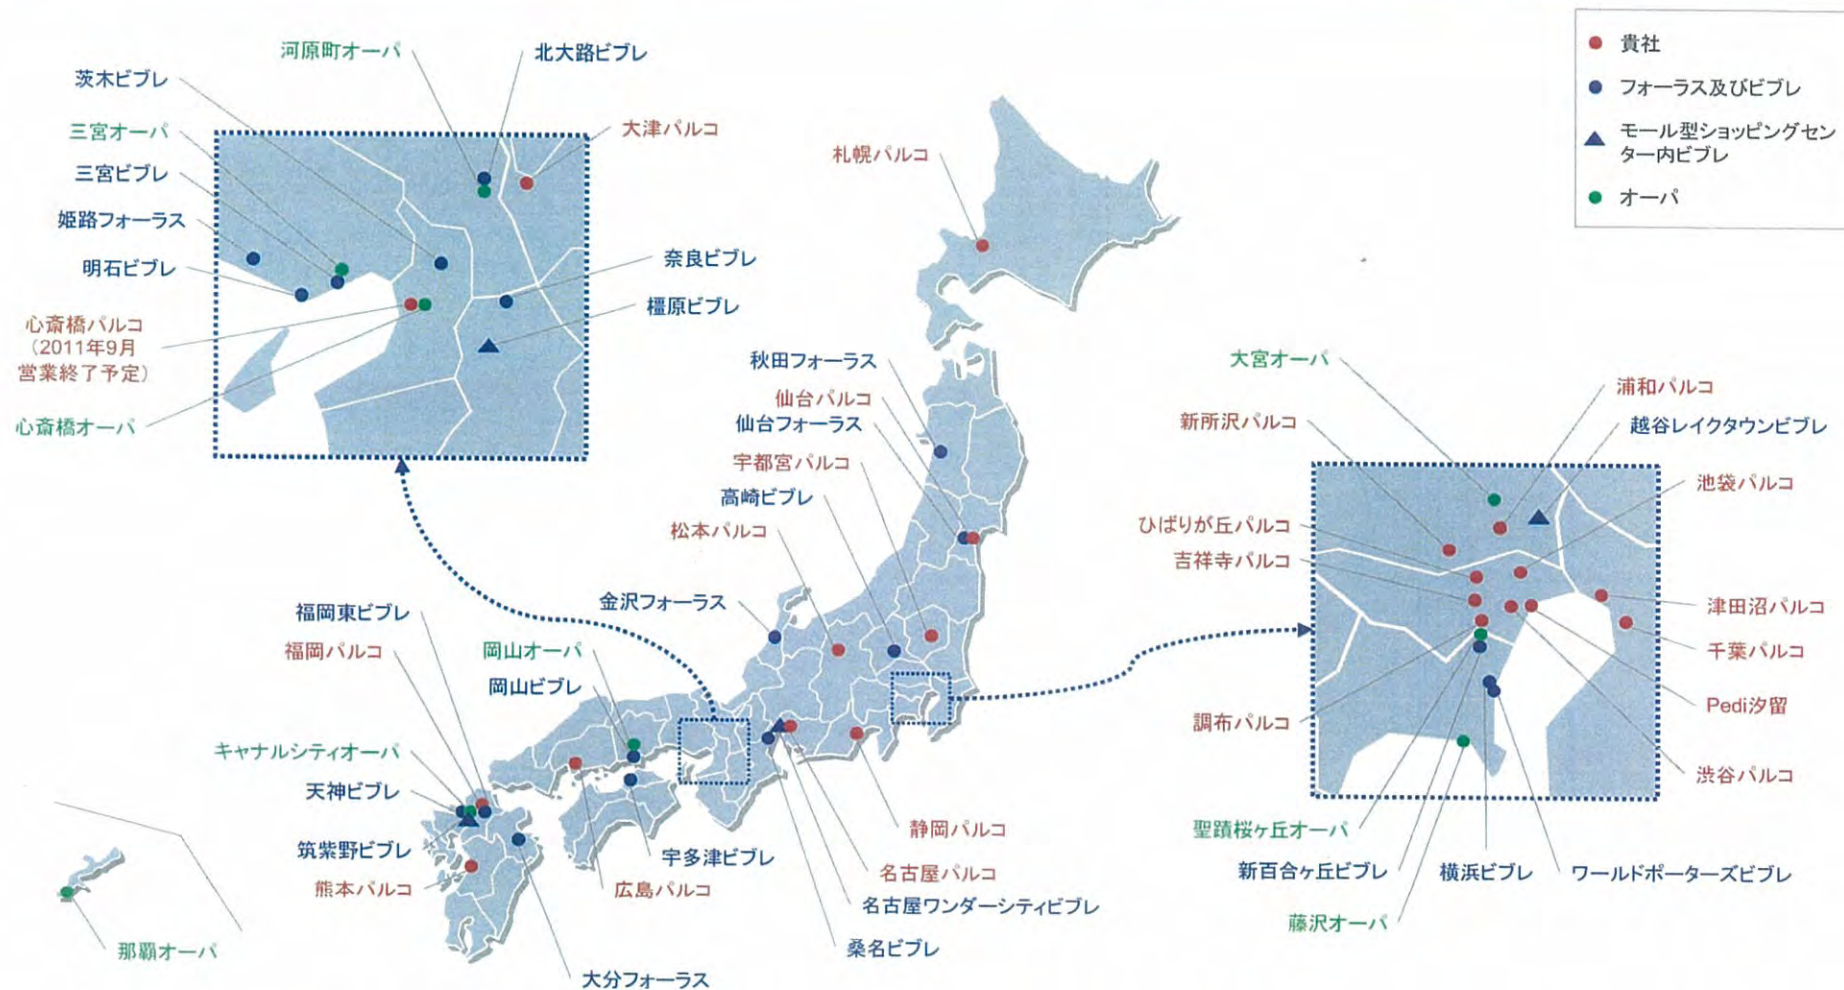 貴社
フォーラス及びビブレ
モール型ショッピングセン
ター内ビブレ
オーパ
河原町オーパ
北大路ビブレ
茨木ビブレ
三宮オーパ
大津パルコ
三宮ビブレ
姫路フォーラス
明石ビブレ
奈良ビブレ
橿原ビブレ
心斎橋パルコ
（2011年9月
営業終了予定）
心斎橋オーパ
札幌パルコ
秋田フォーラス
仙台パルコ
仙台フォーラス
宇都宮パルコ
高崎ビブレ
松本パルコ
金沢フォーラス
福岡東ビブレ
福岡パルコ
岡山オーパ
岡山ビブレ
キャナルシティオーパ
天神ビブレ
筑紫野ビブレ
熊本パルコ
那覇オーパ
大分フォーラス
広島パルコ
宇多津ビブレ
静岡パルコ
名古屋パルコ
名古屋ワンダーシティビブレ
桑名ビブレ
大宮オーパ
浦和パルコ
新所沢パルコ
越谷レイクタウンビブレ
池袋パルコ
ひばりが丘パルコ
吉祥寺パルコ
津田沼パルコ
千葉パルコ
Pedi汐留
調布パルコ
渋谷パルコ
聖蹟桜ヶ丘オーパ
新百合ヶ丘ビブレ
横浜ビブレ
ワールドポーターズビブレ
藤沢オーパ